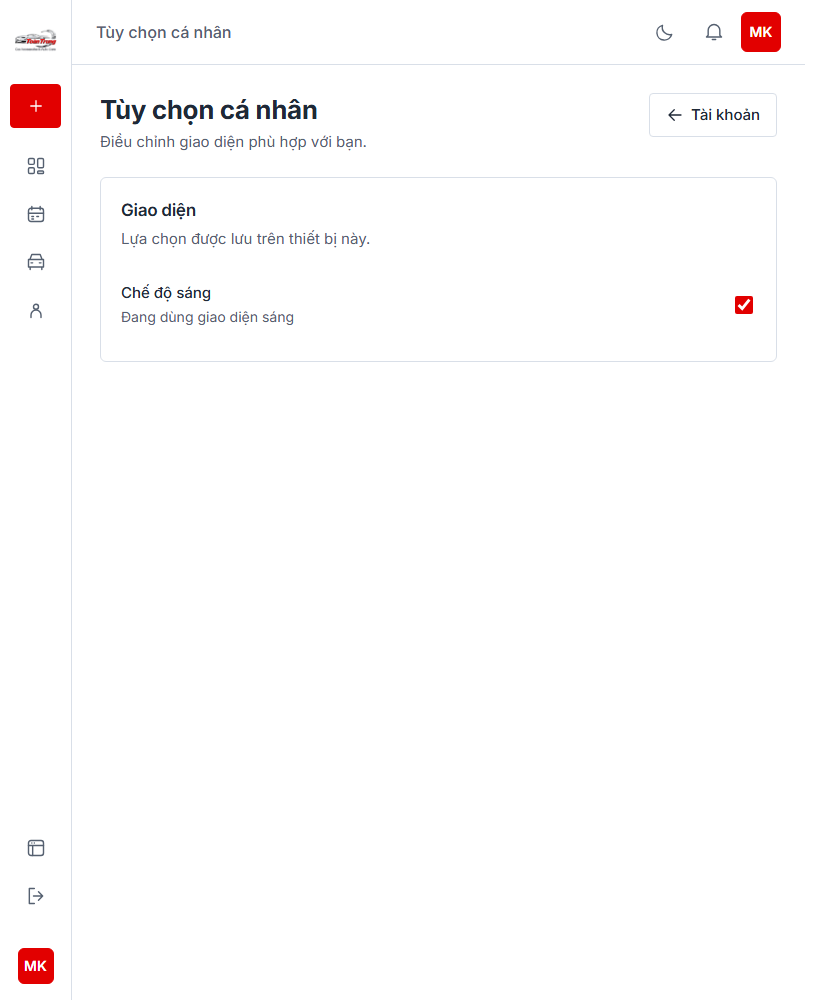 Toàn Trung
Tùy chọn cá nhân
MK
Tùy chọn cá nhân
Điều chỉnh giao diện phù hợp với bạn.
Tài khoản
Giao diện
Lựa chọn được lưu trên thiết bị này.
Chế độ sáng
Đang dùng giao diện sáng
MK